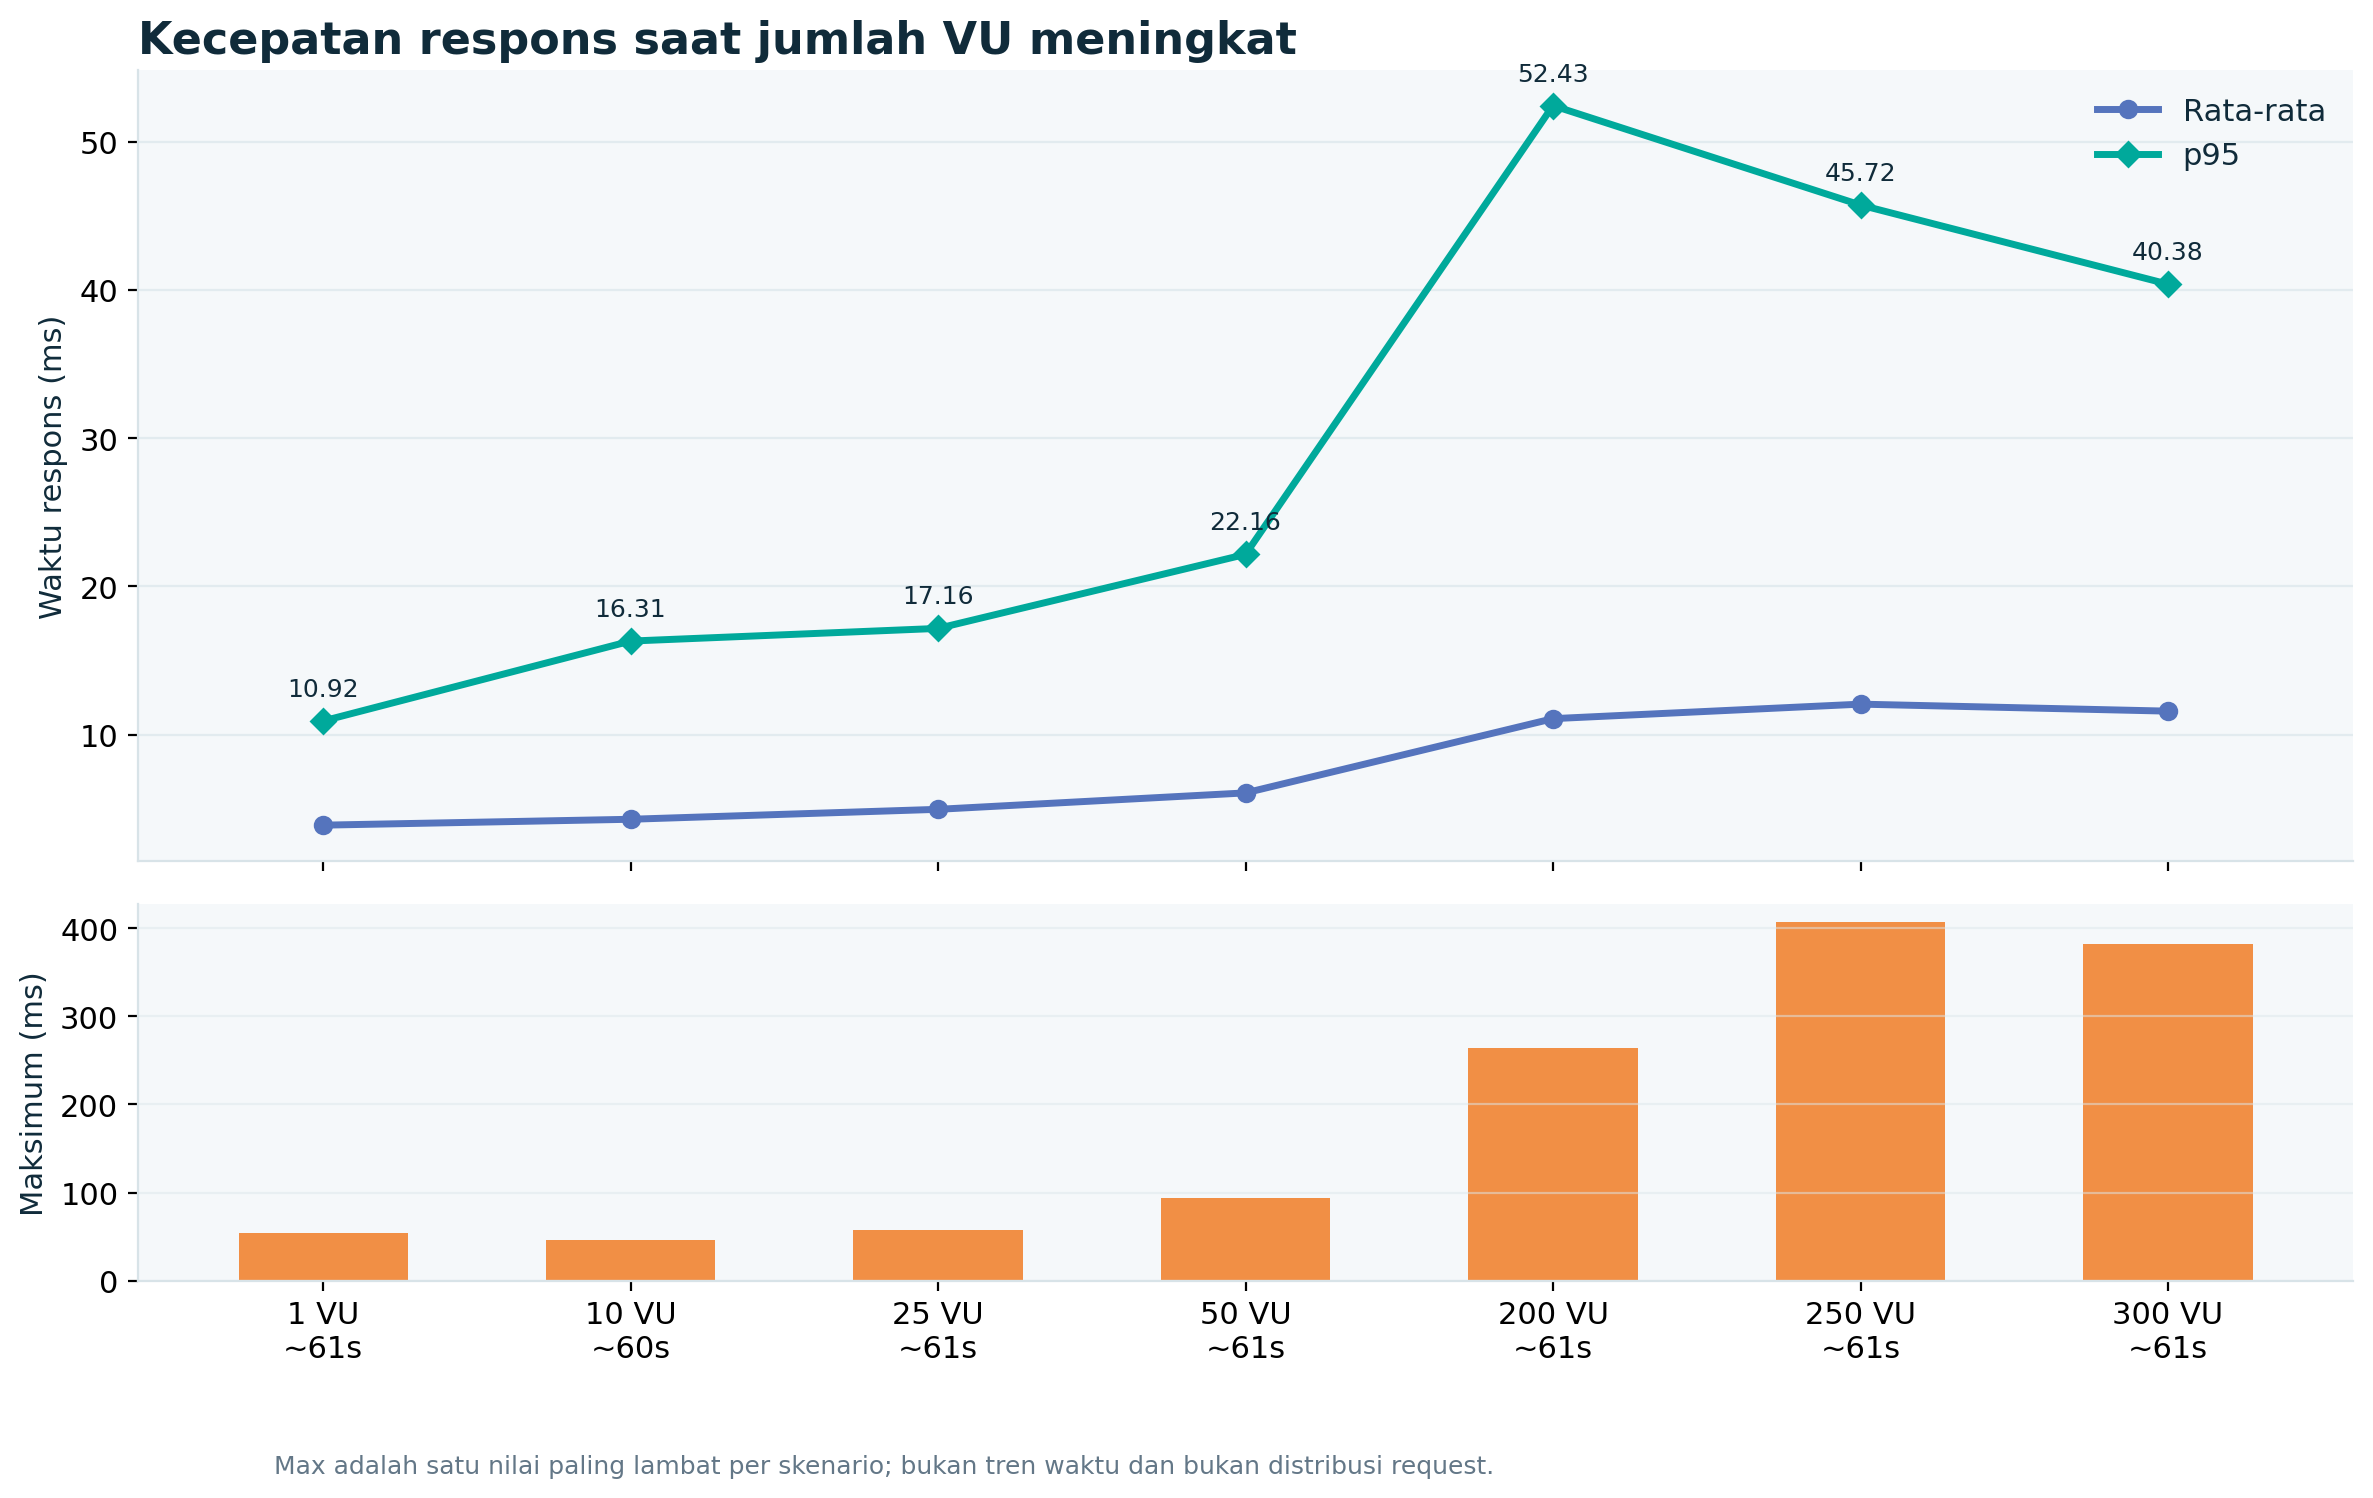 Kecepatan respons saat jumlah VU meningkat
Waktu respons (ms)
50
40
30
20
10
10.92
16.31
17.16
22.16
52.43
45.72
40.38
Rata-rata
p95
Maksimum (ms)
400
300
200
100
0
1 VU
~61s
10 VU
~60s
25 VU
~61s
50 VU
~61s
200 VU
~61s
250 VU
~61s
300 VU
~61s
Max adalah satu nilai paling lambat per skenario; bukan tren waktu dan bukan distribusi request.